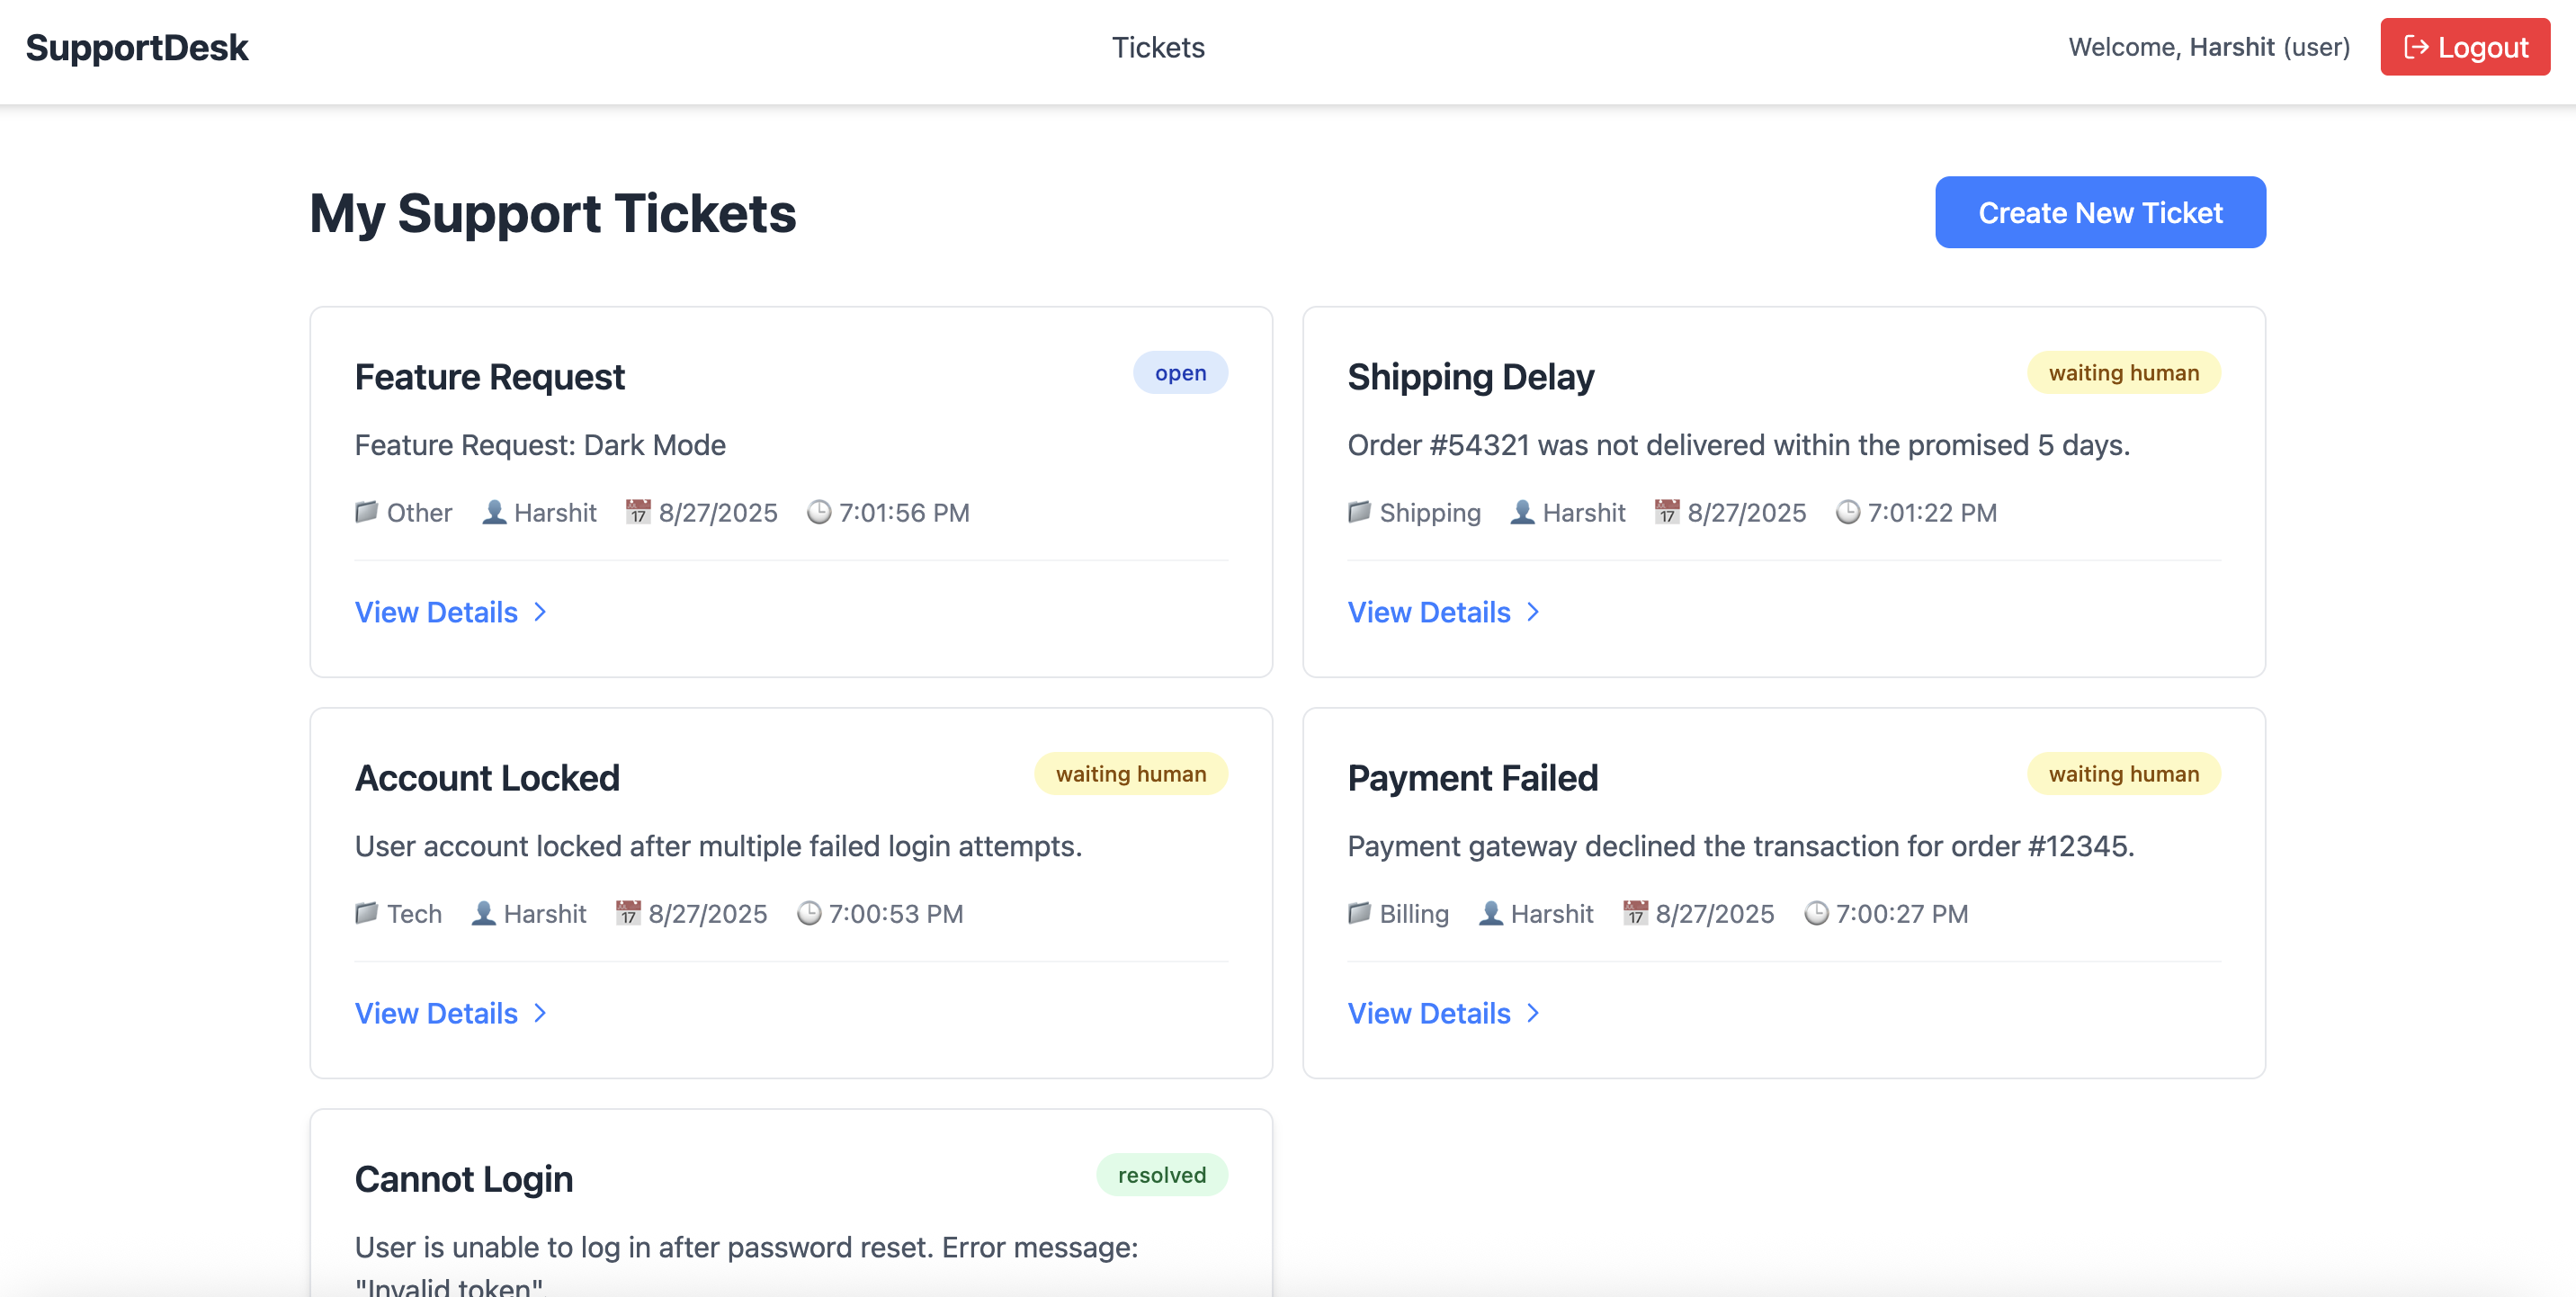 SupportDesk
Tickets
Welcome, Harshit (user)
Logout
My Support Tickets
Create New Ticket
Feature Request
open
Feature Request: Dark Mode
Other Harshit 17 8/27/2025 7:01:56 PM
View Details
Shipping Delay
waiting human
Order #54321 was not delivered within the promised 5 days.
Shipping Harshit 17 8/27/2025 7:01:22 PM
View Details
Account Locked
waiting human
User account locked after multiple failed login attempts.
Tech Harshit 17 8/27/2025 7:00:53 PM
View Details
Payment Failed
waiting human
Payment gateway declined the transaction for order #12345.
Billing Harshit 17 8/27/2025 7:00:27 PM
View Details
Cannot Login
resolved
User is unable to log in after password reset. Error message:
"Invalid token".